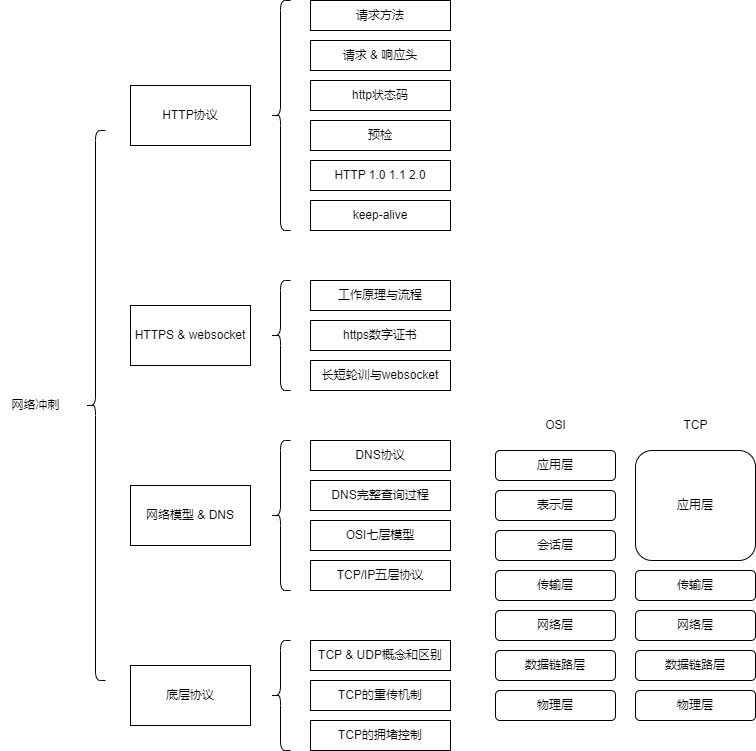 网络冲刺
HTTP协议
请求方法
请求 & 响应头
http状态码
预检
HTTP 1.0 1.1 2.0
keep-alive
HTTPS & websocket
工作原理与流程
https数字证书
长短轮训与websocket
网络模型 & DNS
DNS协议
DNS完整查询过程
OSI七层模型
TCP/IP五层协议
底层协议
TCP & UDP概念和区别
TCP的重传机制
TCP的拥堵控制
OSI
应用层
表示层
会话层
传输层
网络层
数据链路层
物理层
TCP
应用层
传输层
网络层
数据链路层
物理层